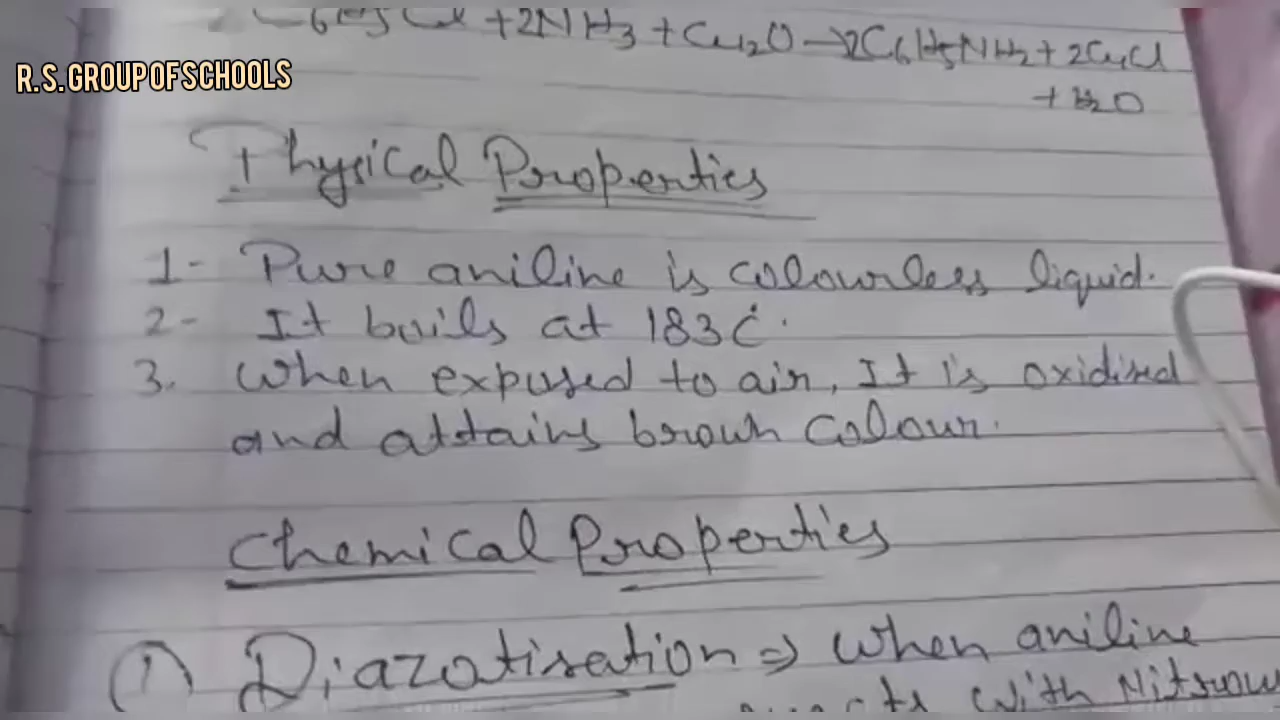 C6H5Cl +2NH3 +Cu2O → 2C6H5NH2 + 2CuCl
+ H2O
R.S. GROUP OF SCHOOLS
Physical Properties
1- Pure aniline is colourless liquid.
2- It boils at 183°C.
3. When exposed to air, It is oxidised
and attains brown colour.
Chemical Properties
① Diazotisation ⇒ When aniline
with Nitrou